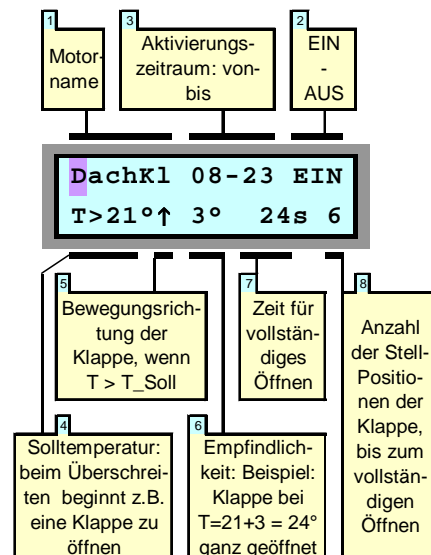 1
Motor-
name
3
Aktivierungs-
zeitraum: von-
bis
2
EIN
-
AUS
DachKl 08-23 EIN
T>21°↑ 3° 24s 6
5
Bewegungsrich-
tung der
Klappe, wenn
T > T_Soll
7
Zeit für
vollstän-
diges
Öffnen
8
Anzahl
der Stell-
Positio-
nen der
Klappe,
bis zum
vollstän-
digen
Öffnen
4
Solltemperatur:
beim Überschrei-
ten beginnt z.B.
eine Klappe zu
öffnen
6
Empfindlich-
keit: Beispiel:
Klappe bei
T=21+3 = 24°
ganz geöffnet